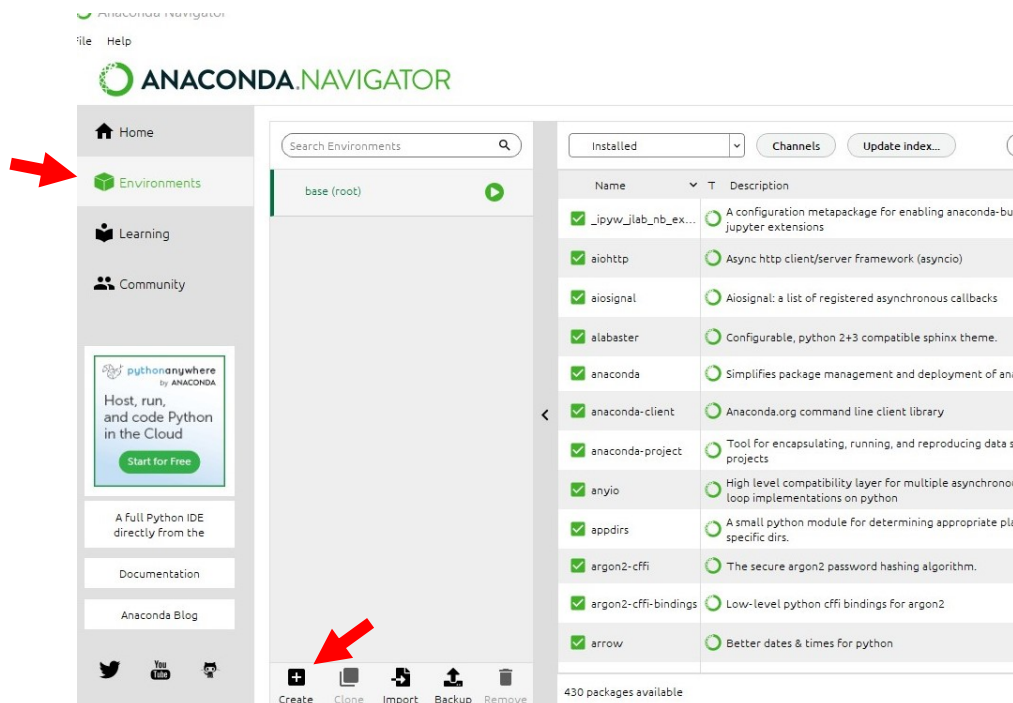 Anaconda Navigator
File Help
ANACONDA.NAVIGATOR
Home
Environments
Learning
Community
pythonanywhere
by ANACONDA
Host, run,
and code Python
in the Cloud
Start for Free
A full Python IDE
directly from the
Documentation
Anaconda Blog
You
Tube
Search Environments
base (root)
Create Clone Import Backup Remove
Installed Channels Update index...
Name T Description
_ipyw_jlab_nb_ex... A configuration metapackage for enabling anaconda-bu
jupyter extensions
aiohttp Async http client/server framework (asyncio)
aiosignal Aiosignal: a list of registered asynchronous callbacks
alabaster Configurable, python 2+3 compatible sphinx theme.
anaconda Simplifies package management and deployment of ana
anaconda-client Anaconda.org command line client library
anaconda-project Tool for encapsulating, running, and reproducing data s
projects
anyio High level compatibility layer for multiple asynchrono
loop implementations on python
appdirs A small python module for determining appropriate pla
specific dirs.
argon2-cffi The secure argon2 password hashing algorithm.
argon2-cffi-bindings Low-level python cffi bindings for argon2
arrow Better dates & times for python
430 packages available